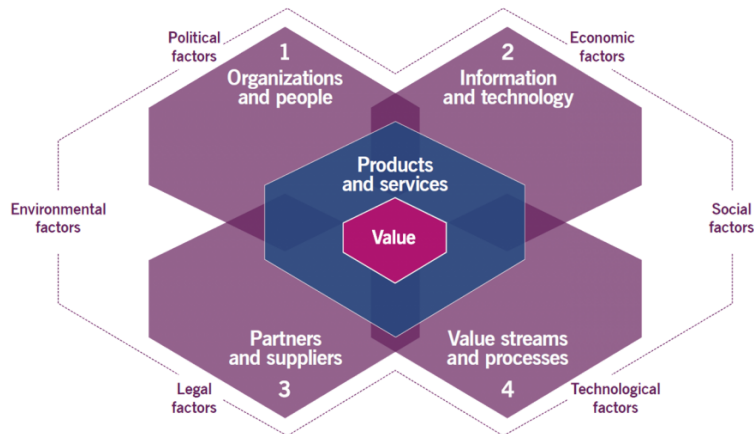 Political
factors
Economic
factors
1
Organizations
and people
2
Information
and technology
Products
and services
Environmental
factors
Value
Social
factors
Partners
and suppliers
3
Value streams
and processes
4
Legal
factors
Technological
factors